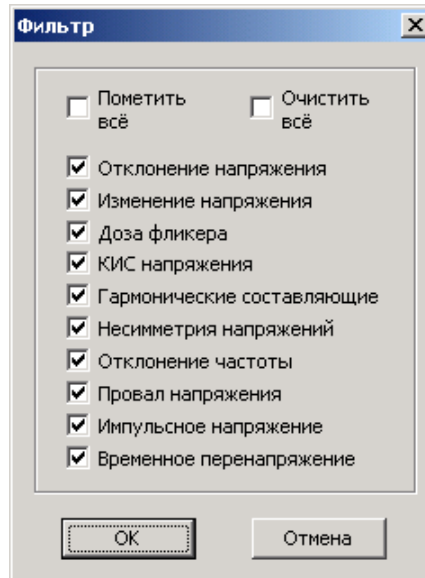 Фильтр
Пометить всё
Очистить всё
Отклонение напряжения
Изменение напряжения
Доза фликера
КИС напряжения
Гармонические составляющие
Несимметрия напряжений
Отклонение частоты
Провал напряжения
Импульсное напряжение
Временное перенапряжение
OK
Отмена